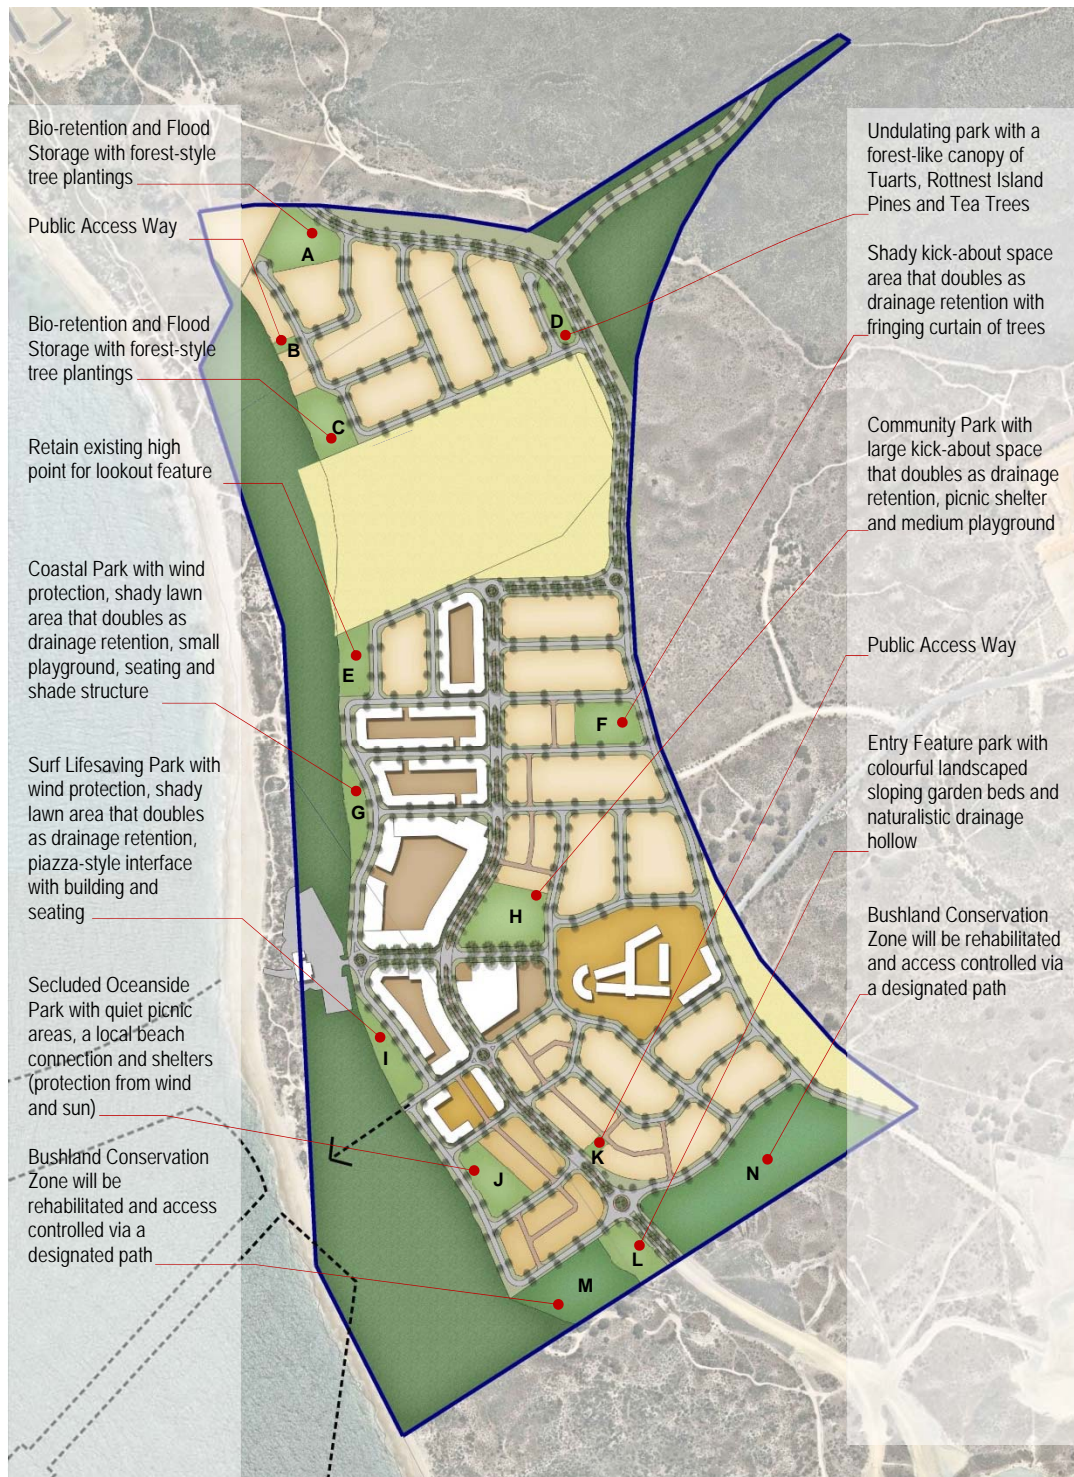 Bio-retention and Flood
Storage with forest-style
tree plantings
Public Access Way
Bio-retention and Flood
Storage with forest-style
tree plantings
Retain existing high
point for lookout feature
Coastal Park with wind
protection, shady lawn
area that doubles as
drainage retention, small
playground, seating and
shade structure
Surf Lifesaving Park with
wind protection, shady
lawn area that doubles
as drainage retention,
piazza-style interface
with building and
seating
Secluded Oceanside
Park with quiet picnic
areas, a local beach
connection and shelters
(protection from wind
and sun)
Bushland Conservation
Zone will be
rehabilitated and access
controlled via a
designated path
A
B
C
D
E
F
G
H
I
J
K
L
M
N
Undulating park with a
forest-like canopy of
Tuarts, Rottnest Island
Pines and Tea Trees
Shady kick-about space
area that doubles as
drainage retention with
fringing curtain of trees
Community Park with
large kick-about space
that doubles as drainage
retention, picnic shelter
and medium playground
Public Access Way
Entry Feature park with
colourful landscaped
sloping garden beds and
naturalistic drainage
hollow
Bushland Conservation
Zone will be rehabilitated
and access controlled via
a designated path